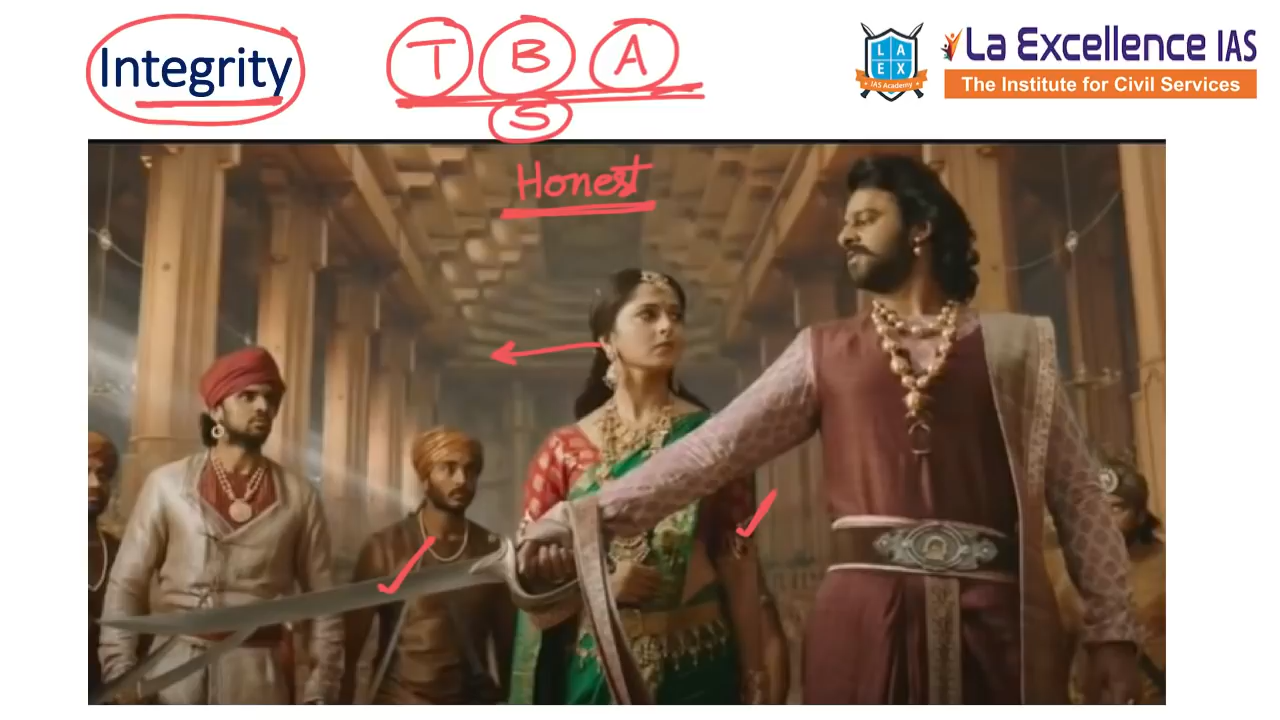 Integrity
T B A
S
Honest
LA
EX
IAS Academy
La Excellence IAS
The Institute for Civil Services